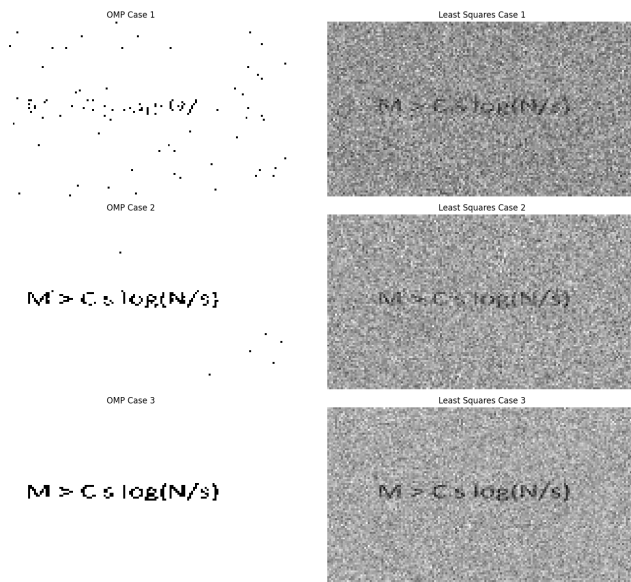 OMP Case 1
Least Squares Case 1
M > C s log(N/s)
OMP Case 2
Least Squares Case 2
M > C s log(N/s)
M > C s log(N/s)
OMP Case 3
Least Squares Case 3
M > C s log(N/s)
M > C s log(N/s)